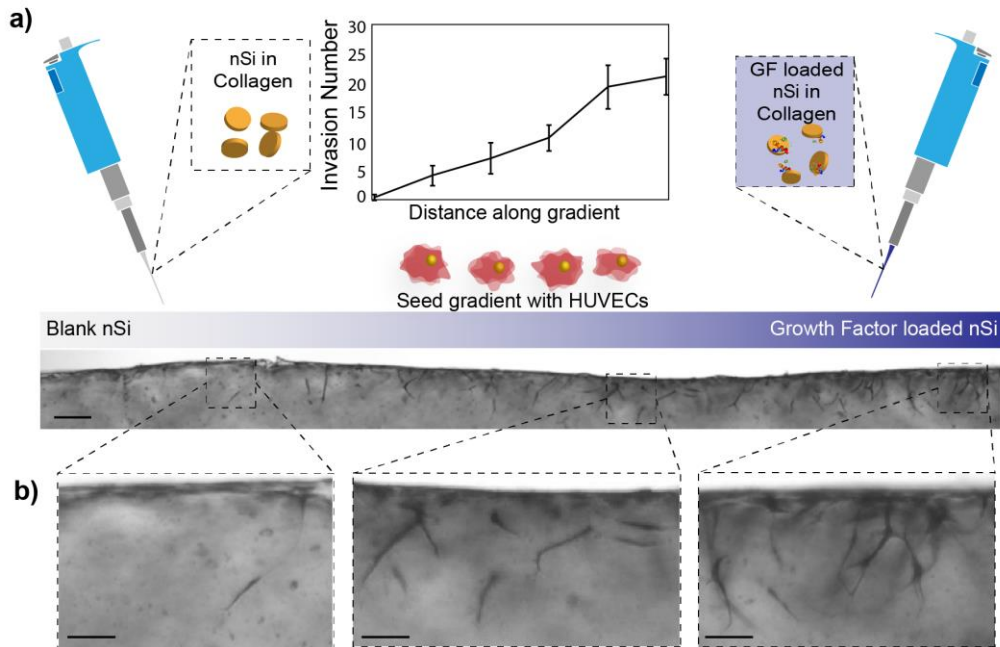 a)
nSi in
Collagen
Invasion Number
30
25
20
15
10
5
0
Distance along gradient
GF loaded
nSi in
Collagen
Seed gradient with HUVECs
Blank nSi
Growth Factor loaded nSi
b)